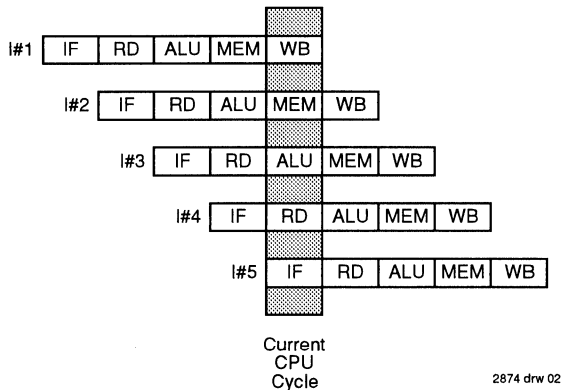 I#1 IF RD ALU MEM WB
I#2 IF RD ALU MEM WB
I#3 IF RD ALU MEM WB
I#4 IF RD ALU MEM WB
I#5 IF RD ALU MEM WB
Current
CPU
Cycle
2874 drw 02